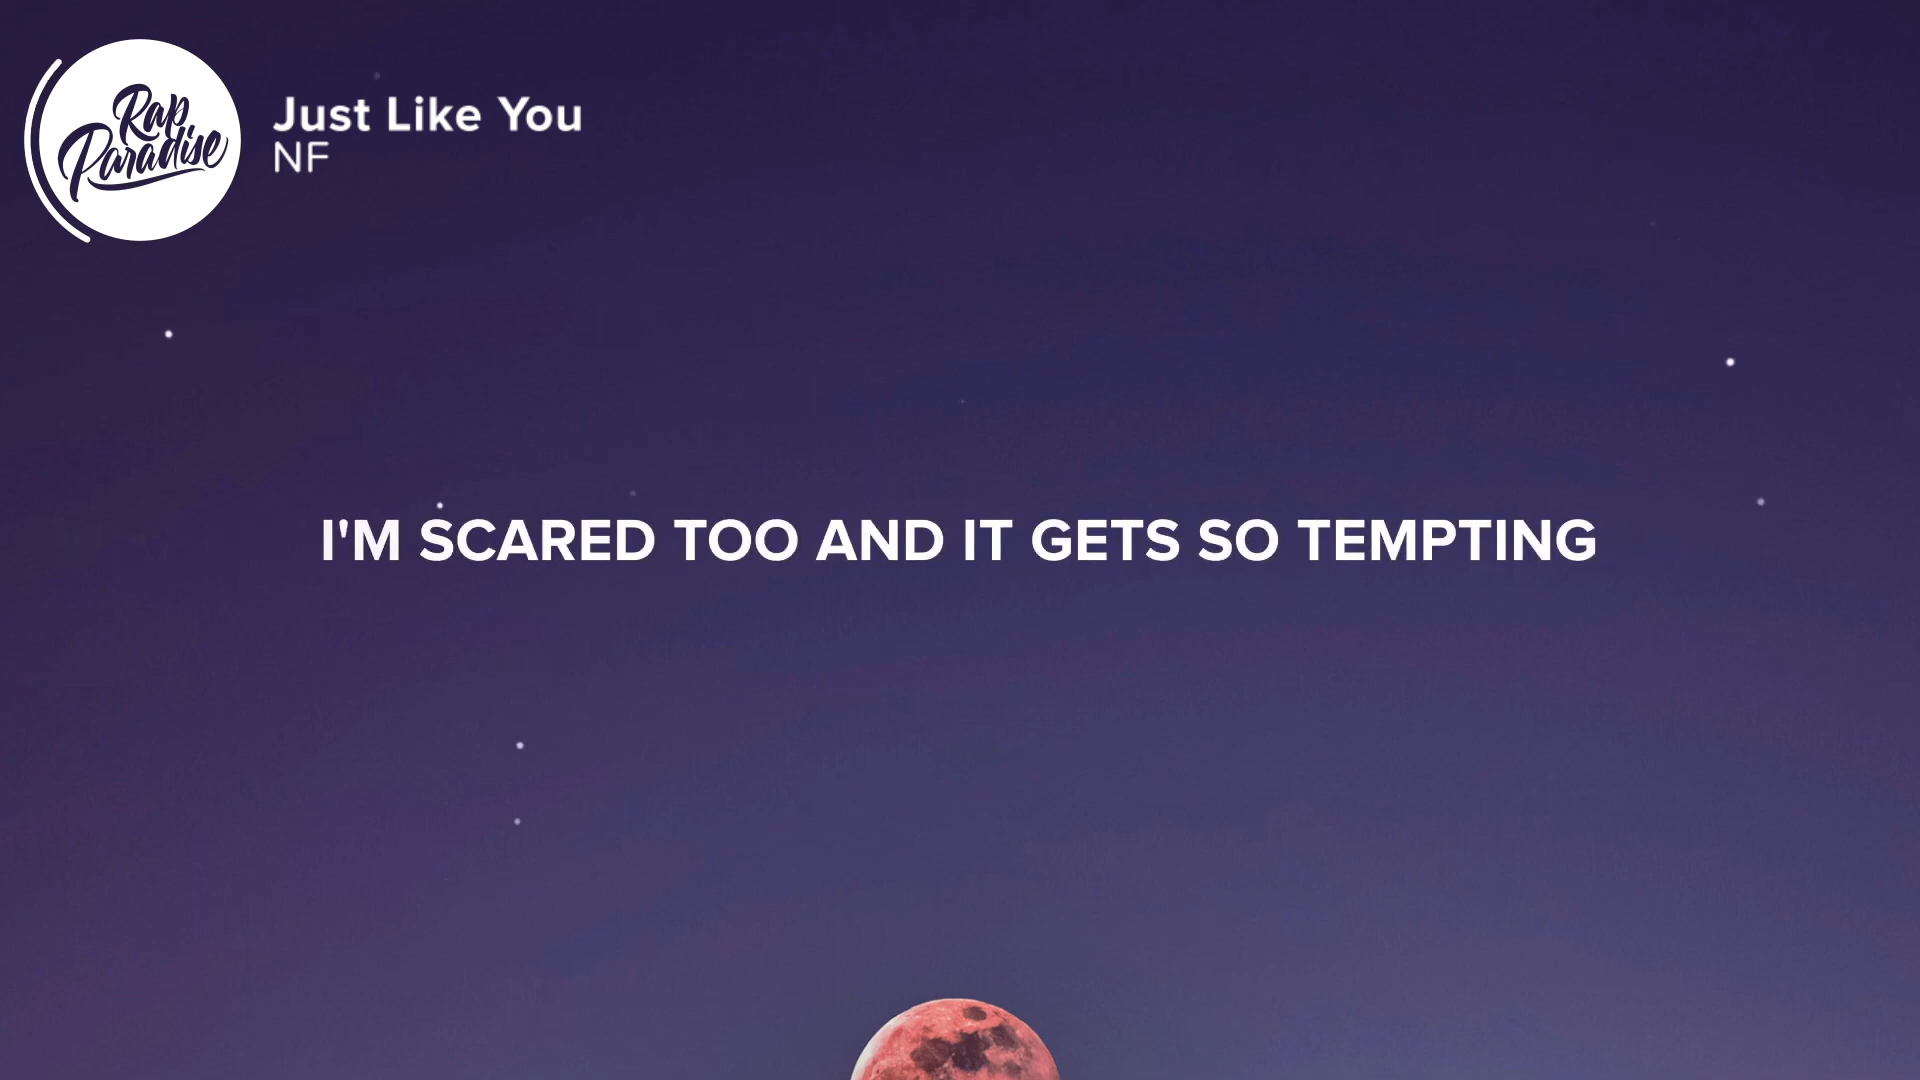 Rap
Paradise
Just Like You
NF
I'M SCARED TOO AND IT GETS SO TEMPTING